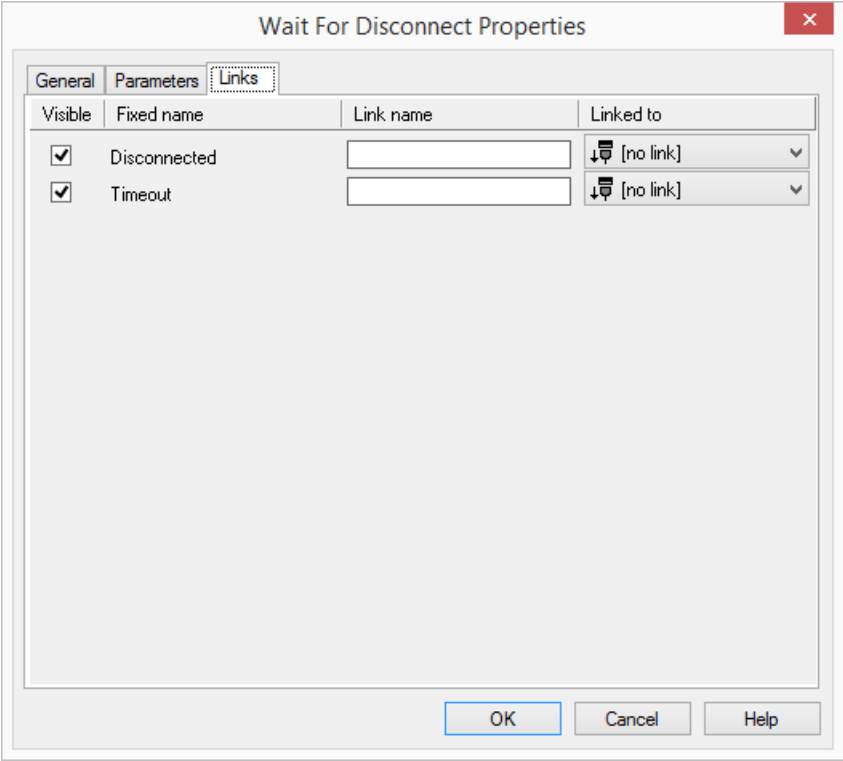 Wait For Disconnect Properties
General Parameters Links
Visible Fixed name Link name Linked to
Disconnected [no link]
Timeout [no link]
OK Cancel Help